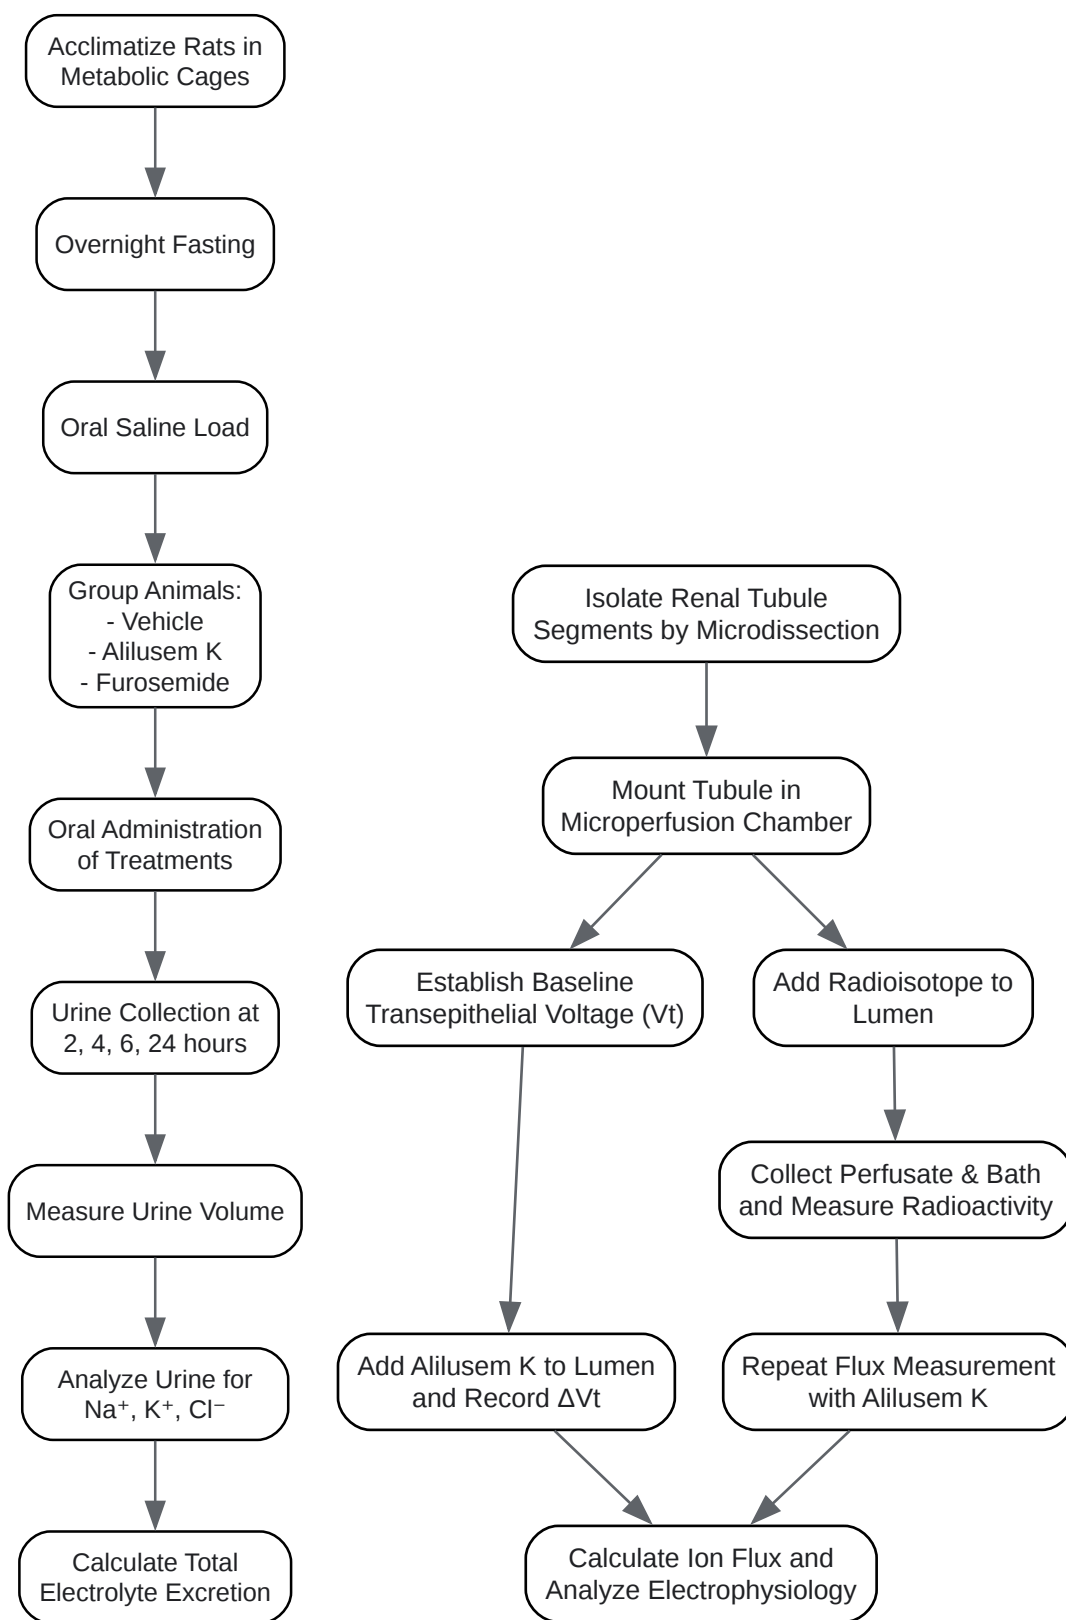 Acclimatize Rats in
Metabolic Cages
Overnight Fasting
Oral Saline Load
Group Animals:
- Vehicle
- Alilusem K
- Furosemide
Oral Administration
of Treatments
Urine Collection at
2, 4, 6, 24 hours
Measure Urine Volume
Analyze Urine for
Na⁺, K⁺, Cl⁻
Calculate Total
Electrolyte Excretion
Isolate Renal Tubule
Segments by Microdissection
Mount Tubule in
Microperfusion Chamber
Establish Baseline
Transepithelial Voltage (Vt)
Add Alilusem K to Lumen
and Record ΔVt
Add Radioisotope to
Lumen
Collect Perfusate & Bath
and Measure Radioactivity
Repeat Flux Measurement
with Alilusem K
Calculate Ion Flux and
Analyze Electrophysiology